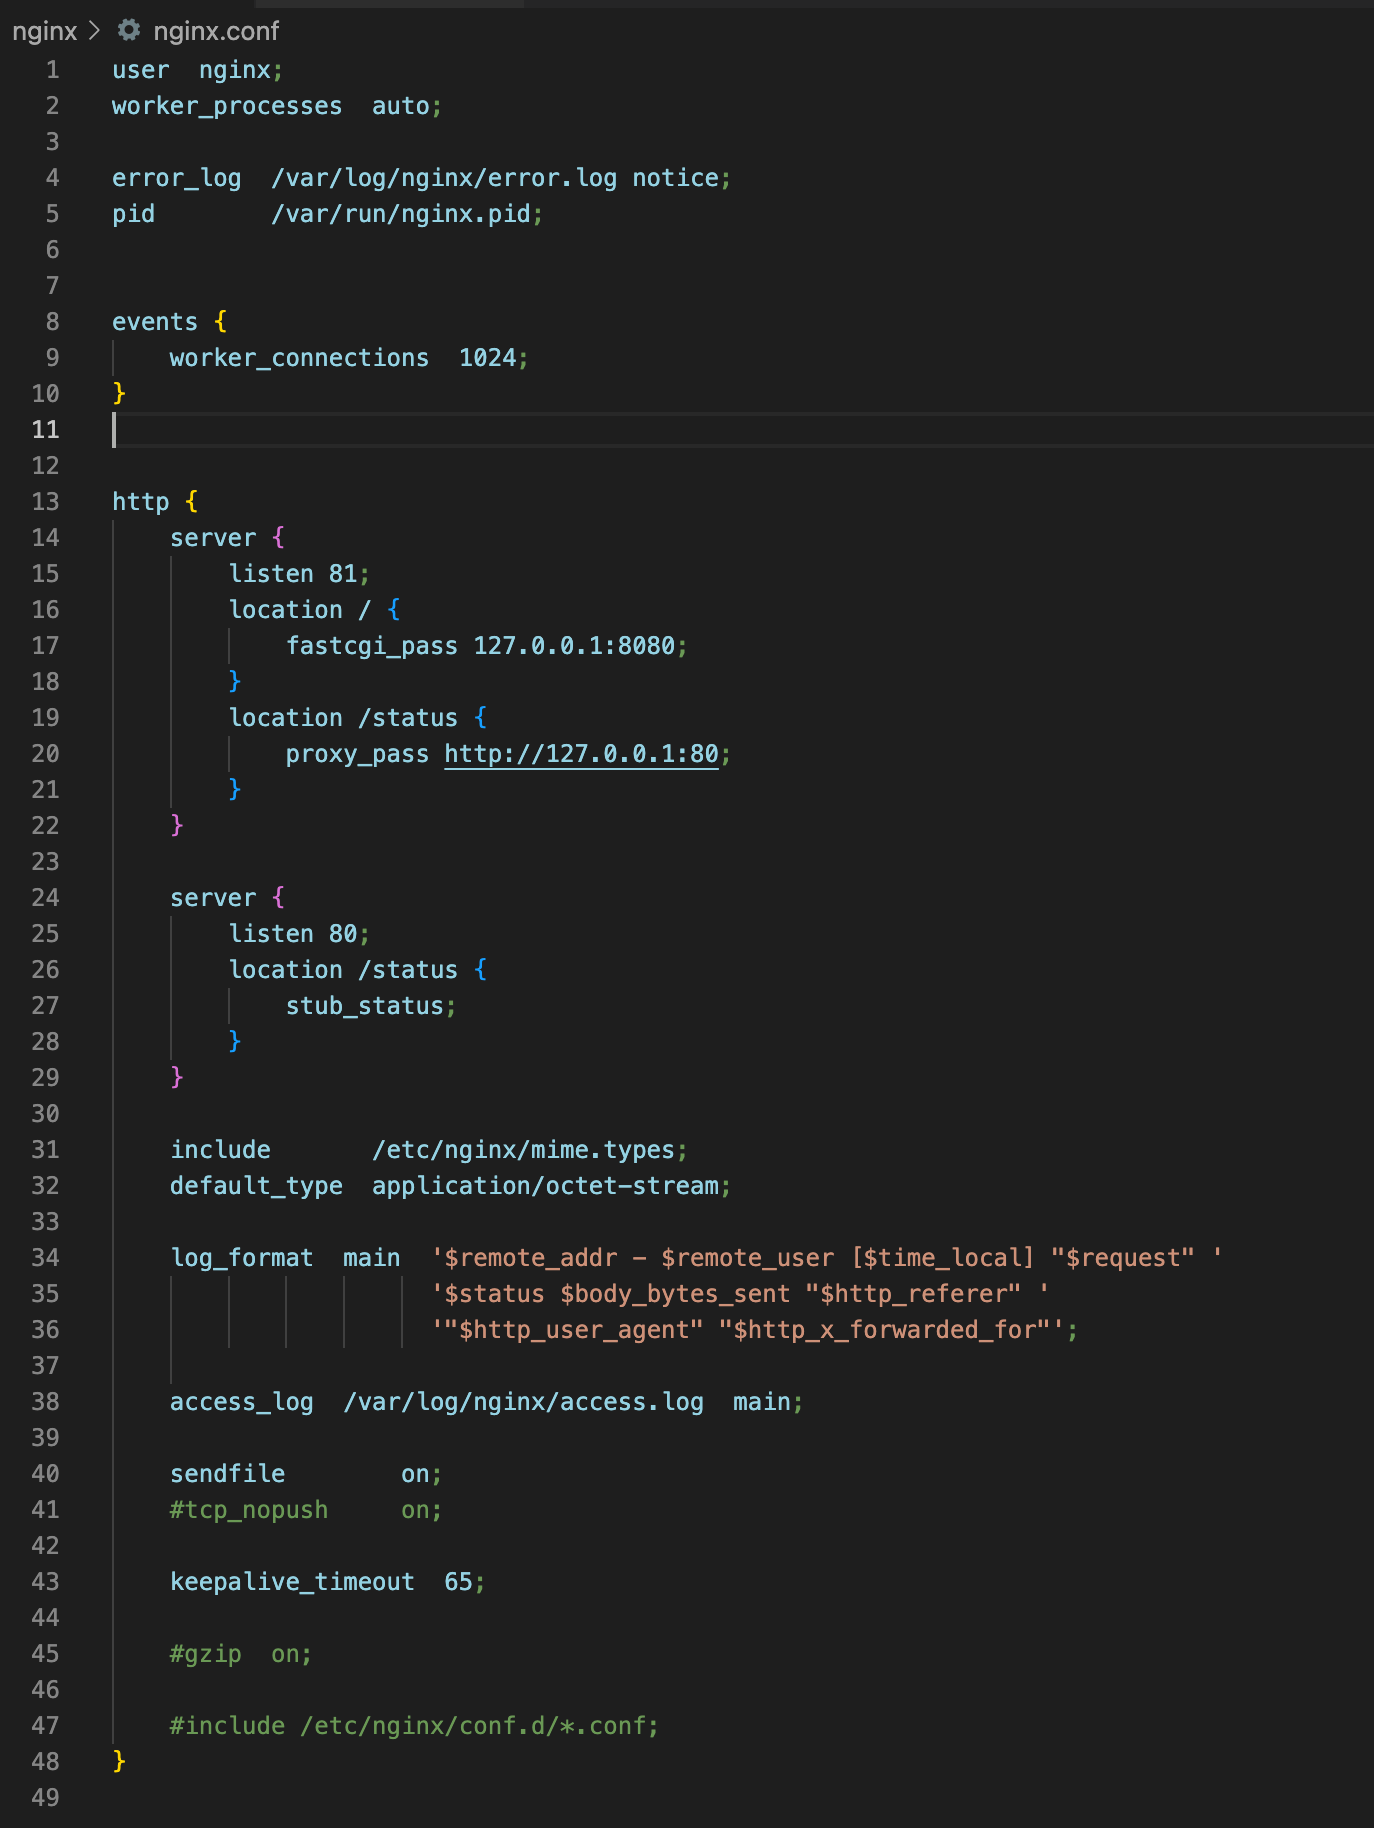 nginx > nginx.conf
1 user  nginx;
2 worker_processes  auto;
3
4 error_log  /var/log/nginx/error.log notice;
5 pid        /var/run/nginx.pid;
6
7
8 events {
9     worker_connections  1024;
10 }
11
12
13 http {
14     server {
15         listen 81;
16         location / {
17             fastcgi_pass 127.0.0.1:8080;
18         }
19         location /status {
20             proxy_pass http://127.0.0.1:80;
21         }
22     }
23
24     server {
25         listen 80;
26         location /status {
27             stub_status;
28         }
29     }
30
31     include       /etc/nginx/mime.types;
32     default_type  application/octet-stream;
33
34     log_format  main  '$remote_addr - $remote_user [$time_local] "$request" '
35                       '$status $body_bytes_sent "$http_referer" '
36                       '"$http_user_agent" "$http_x_forwarded_for"';
37
38     access_log  /var/log/nginx/access.log  main;
39
40     sendfile        on;
41     #tcp_nopush     on;
42
43     keepalive_timeout  65;
44
45     #gzip  on;
46
47     #include /etc/nginx/conf.d/*.conf;
48 }
49